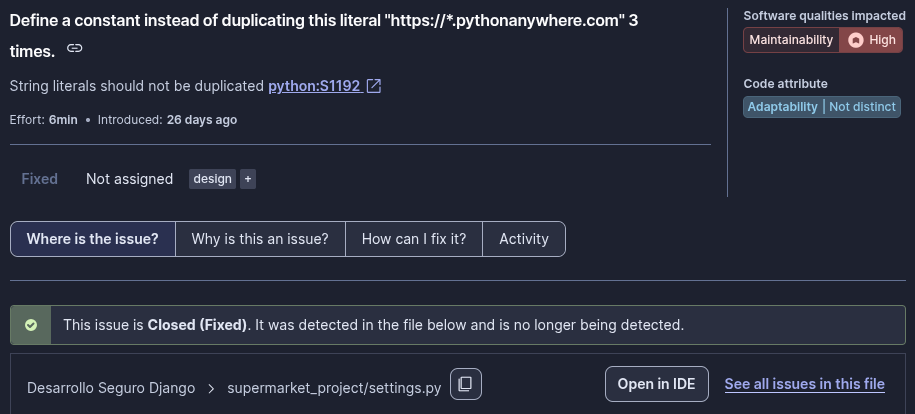 Define a constant instead of duplicating this literal "https://*.pythonanywhere.com" 3
times.
String literals should not be duplicated python:S1192
Effort: 6min • Introduced: 26 days ago
Software qualities impacted
Maintainability High
Code attribute
Adaptability | Not distinct
Fixed Not assigned design +
Where is the issue? Why is this an issue? How can I fix it? Activity
This issue is Closed (Fixed). It was detected in the file below and is no longer being detected.
Desarrollo Seguro Django > supermarket_project/settings.py Open in IDE See all issues in this file